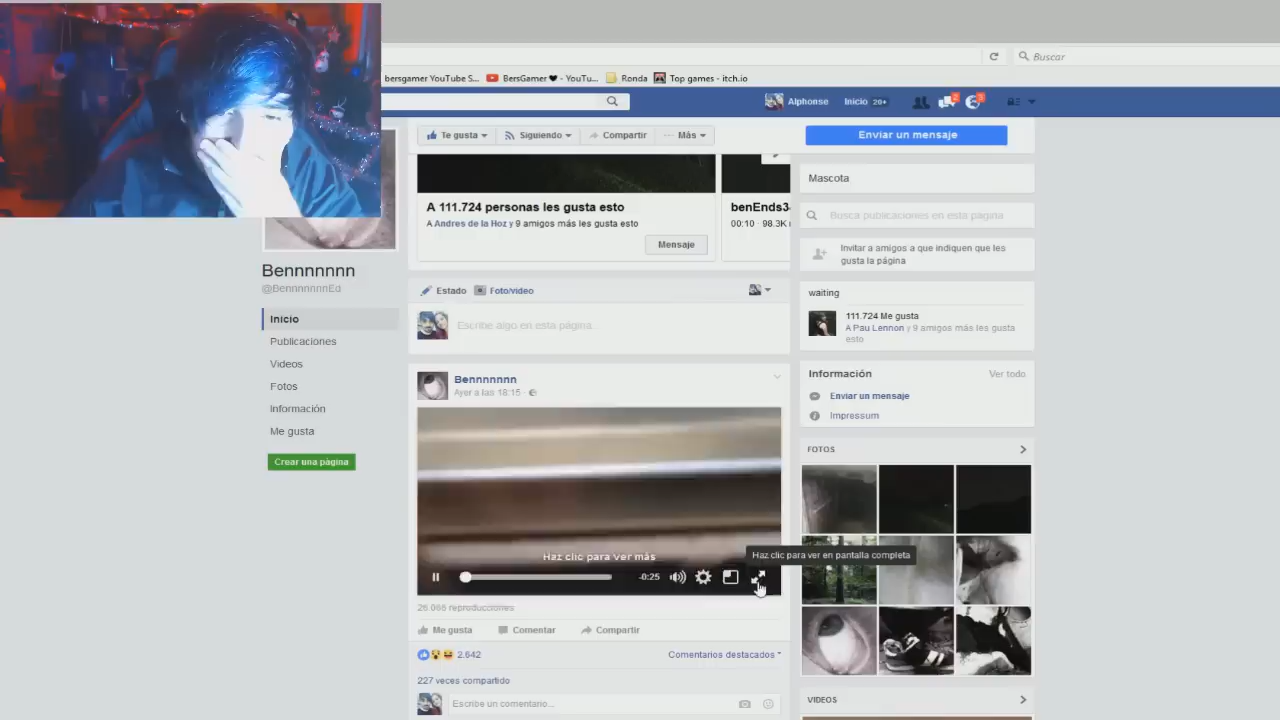 Buscar
bersgamer YouTube S... BersGamer ❤ - YouTu... Ronda Top games - itch.io
Alphonse Inicio 20+
Te gusta Siguiendo Compartir Más
Enviar un mensaje
Mascota
A 111.724 personas les gusta esto
A Andres de la Hoz y 9 amigos más les gusta esto
Mensaje
benEnds3-
00:10 · 98.3K
Busca publicaciones en esta página
Invitar a amigos a que indiquen que les
gusta la página
Bennnnnnn
@BennnnnnnEd
Inicio
Publicaciones
Videos
Fotos
Información
Me gusta
Crear una página
Estado Foto/video
Escribe algo en esta página...
waiting
111.724 Me gusta
A Pau Lennon y 9 amigos más les gusta
esto
Bennnnnnn
Ayer a las 18:15
Haz clic para ver más
-0:25
Haz clic para ver en pantalla completa
26.066 reproducciones
Me gusta Comentar Compartir
2.642 Comentarios destacados
227 veces compartido
Escribe un comentario...
Información Ver todo
Enviar un mensaje
Impressum
FOTOS
VIDEOS